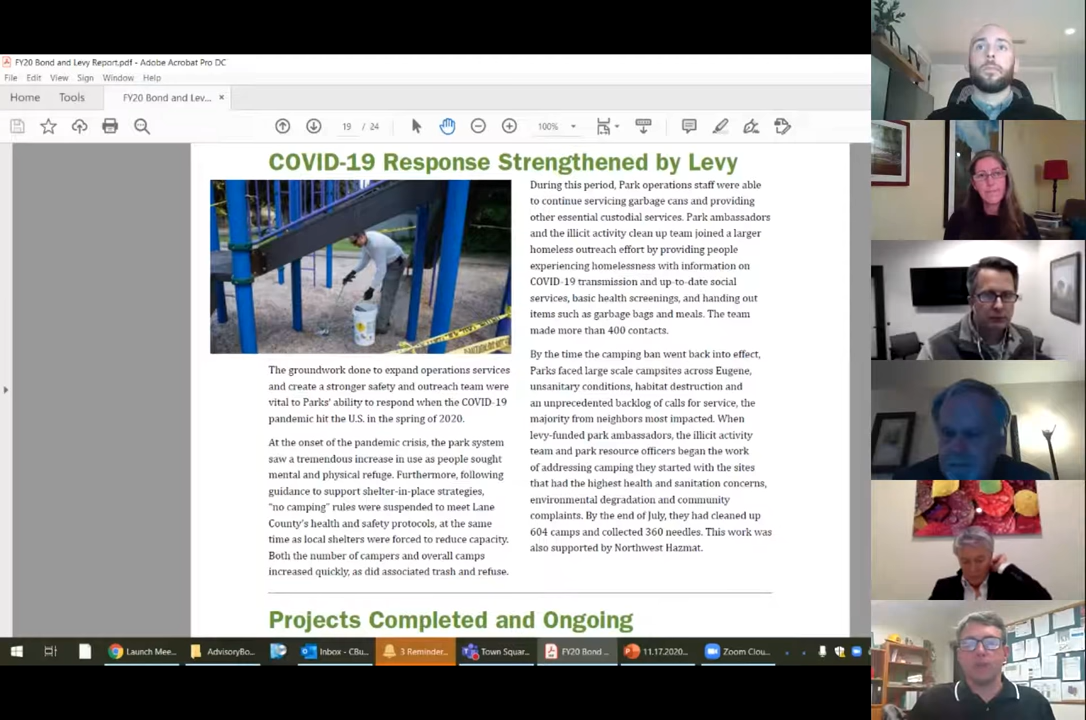 FY20 Bond and Levy Report.pdf - Adobe Acrobat Pro DC
File Edit View Sign Window Help
Home Tools FY20 Bond and Lev... ×
19 / 24 100%
COVID-19 Response Strengthened by Levy
The groundwork done to expand operations services
and create a stronger safety and outreach team were
vital to Parks' ability to respond when the COVID-19
pandemic hit the U.S. in the spring of 2020.
At the onset of the pandemic crisis, the park system
saw a tremendous increase in use as people sought
mental and physical refuge. Furthermore, following
guidance to support shelter-in-place strategies,
"no camping" rules were suspended to meet Lane
County's health and safety protocols, at the same
time as local shelters were forced to reduce capacity.
Both the number of campers and overall camps
increased quickly, as did associated trash and refuse.
During this period, Park operations staff were able
to continue servicing garbage cans and providing
other essential custodial services. Park ambassadors
and the illicit activity clean up team joined a larger
homeless outreach effort by providing people
experiencing homelessness with information on
COVID-19 transmission and up-to-date social
services, basic health screenings, and handing out
items such as garbage bags and meals. The team
made more than 400 contacts.
By the time the camping ban went back into effect,
Parks faced large scale campsites across Eugene,
unsanitary conditions, habitat destruction and
an unprecedented backlog of calls for service, the
majority from neighbors most impacted. When
levy-funded park ambassadors, the illicit activity
team and park resource officers began the work
of addressing camping they started with the sites
that had the highest health and sanitation concerns,
environmental degradation and community
complaints. By the end of July, they had cleaned up
604 camps and collected 360 needles. This work was
also supported by Northwest Hazmat.
Projects Completed and Ongoing
Launch Mee... AdvisoryBo... Inbox - CBu... 3 Reminder... Town Squar... FY20 Bond ... 11.17.2020... Zoom Clou...